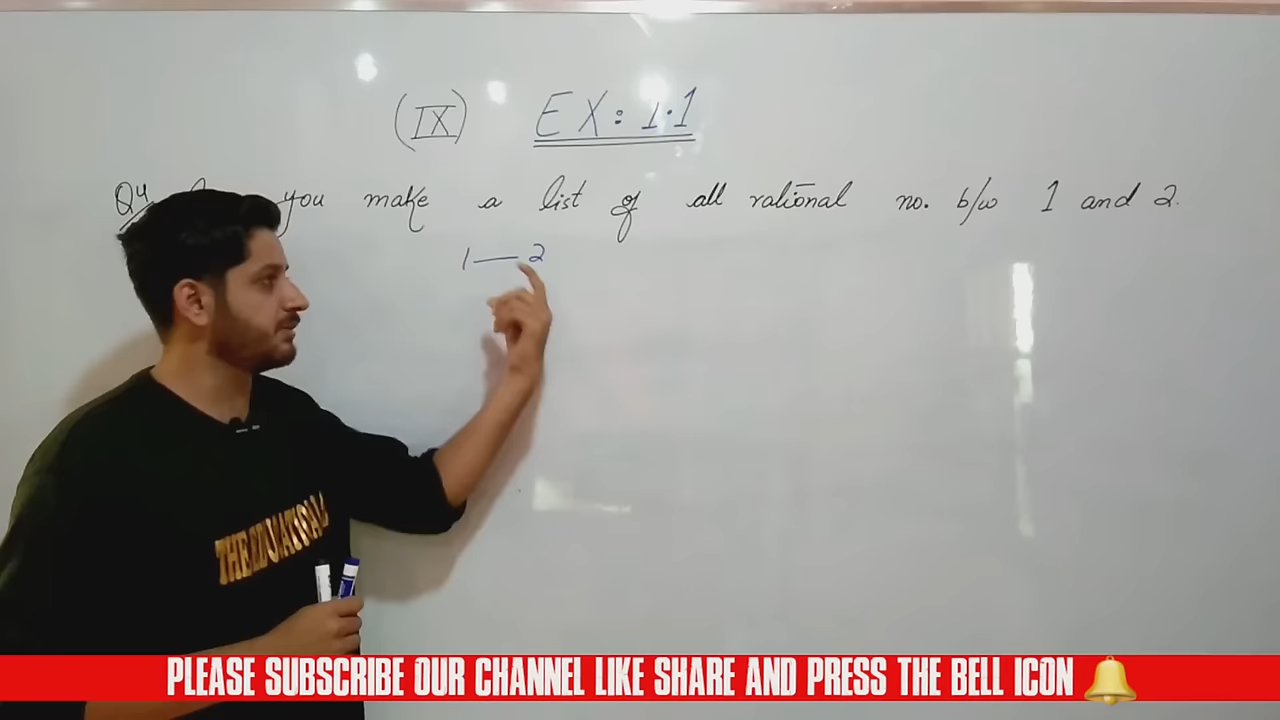 (IX) EX: 1.1
Q4 you make a list of all rational no. b/w 1 and 2.
1 — 2
THE EDUCATIONAL
PLEASE SUBSCRIBE OUR CHANNEL LIKE SHARE AND PRESS THE BELL ICON